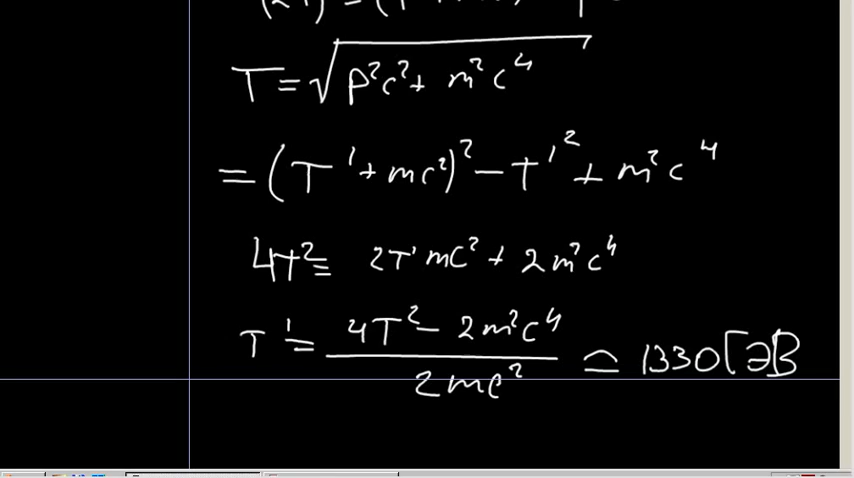 T = √(p²c² + m²c⁴)
= (T' + mc²)² − T'² + m²c⁴
4T² = 2T'mc² + 2m²c⁴
T' = (4T² − 2m²c⁴) / 2mc² ≃ 1330 ГэВ